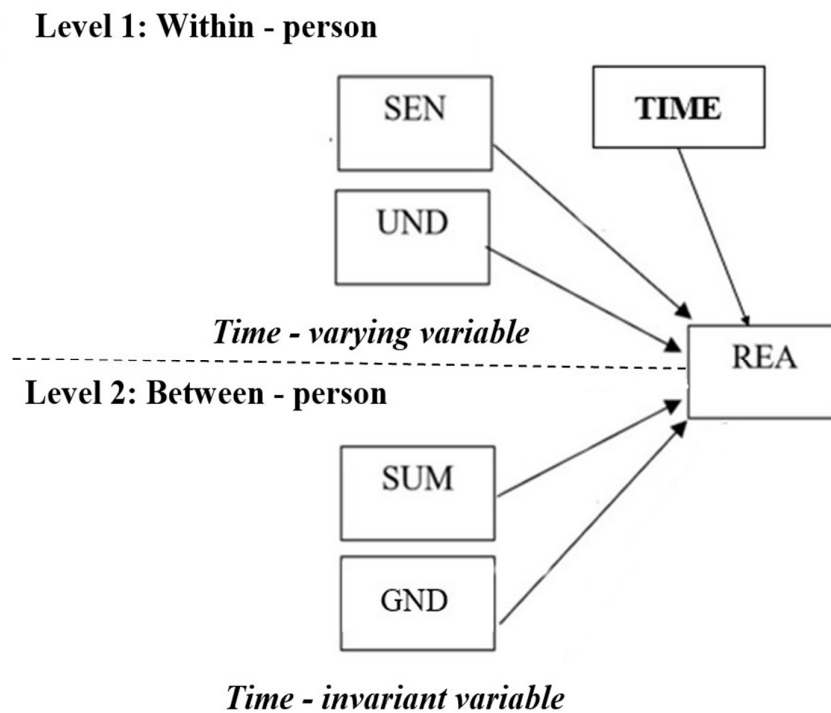 Level 1: Within - person
SEN
TIME
UND
Time - varying variable
REA
Level 2: Between - person
SUM
GND
Time - invariant variable